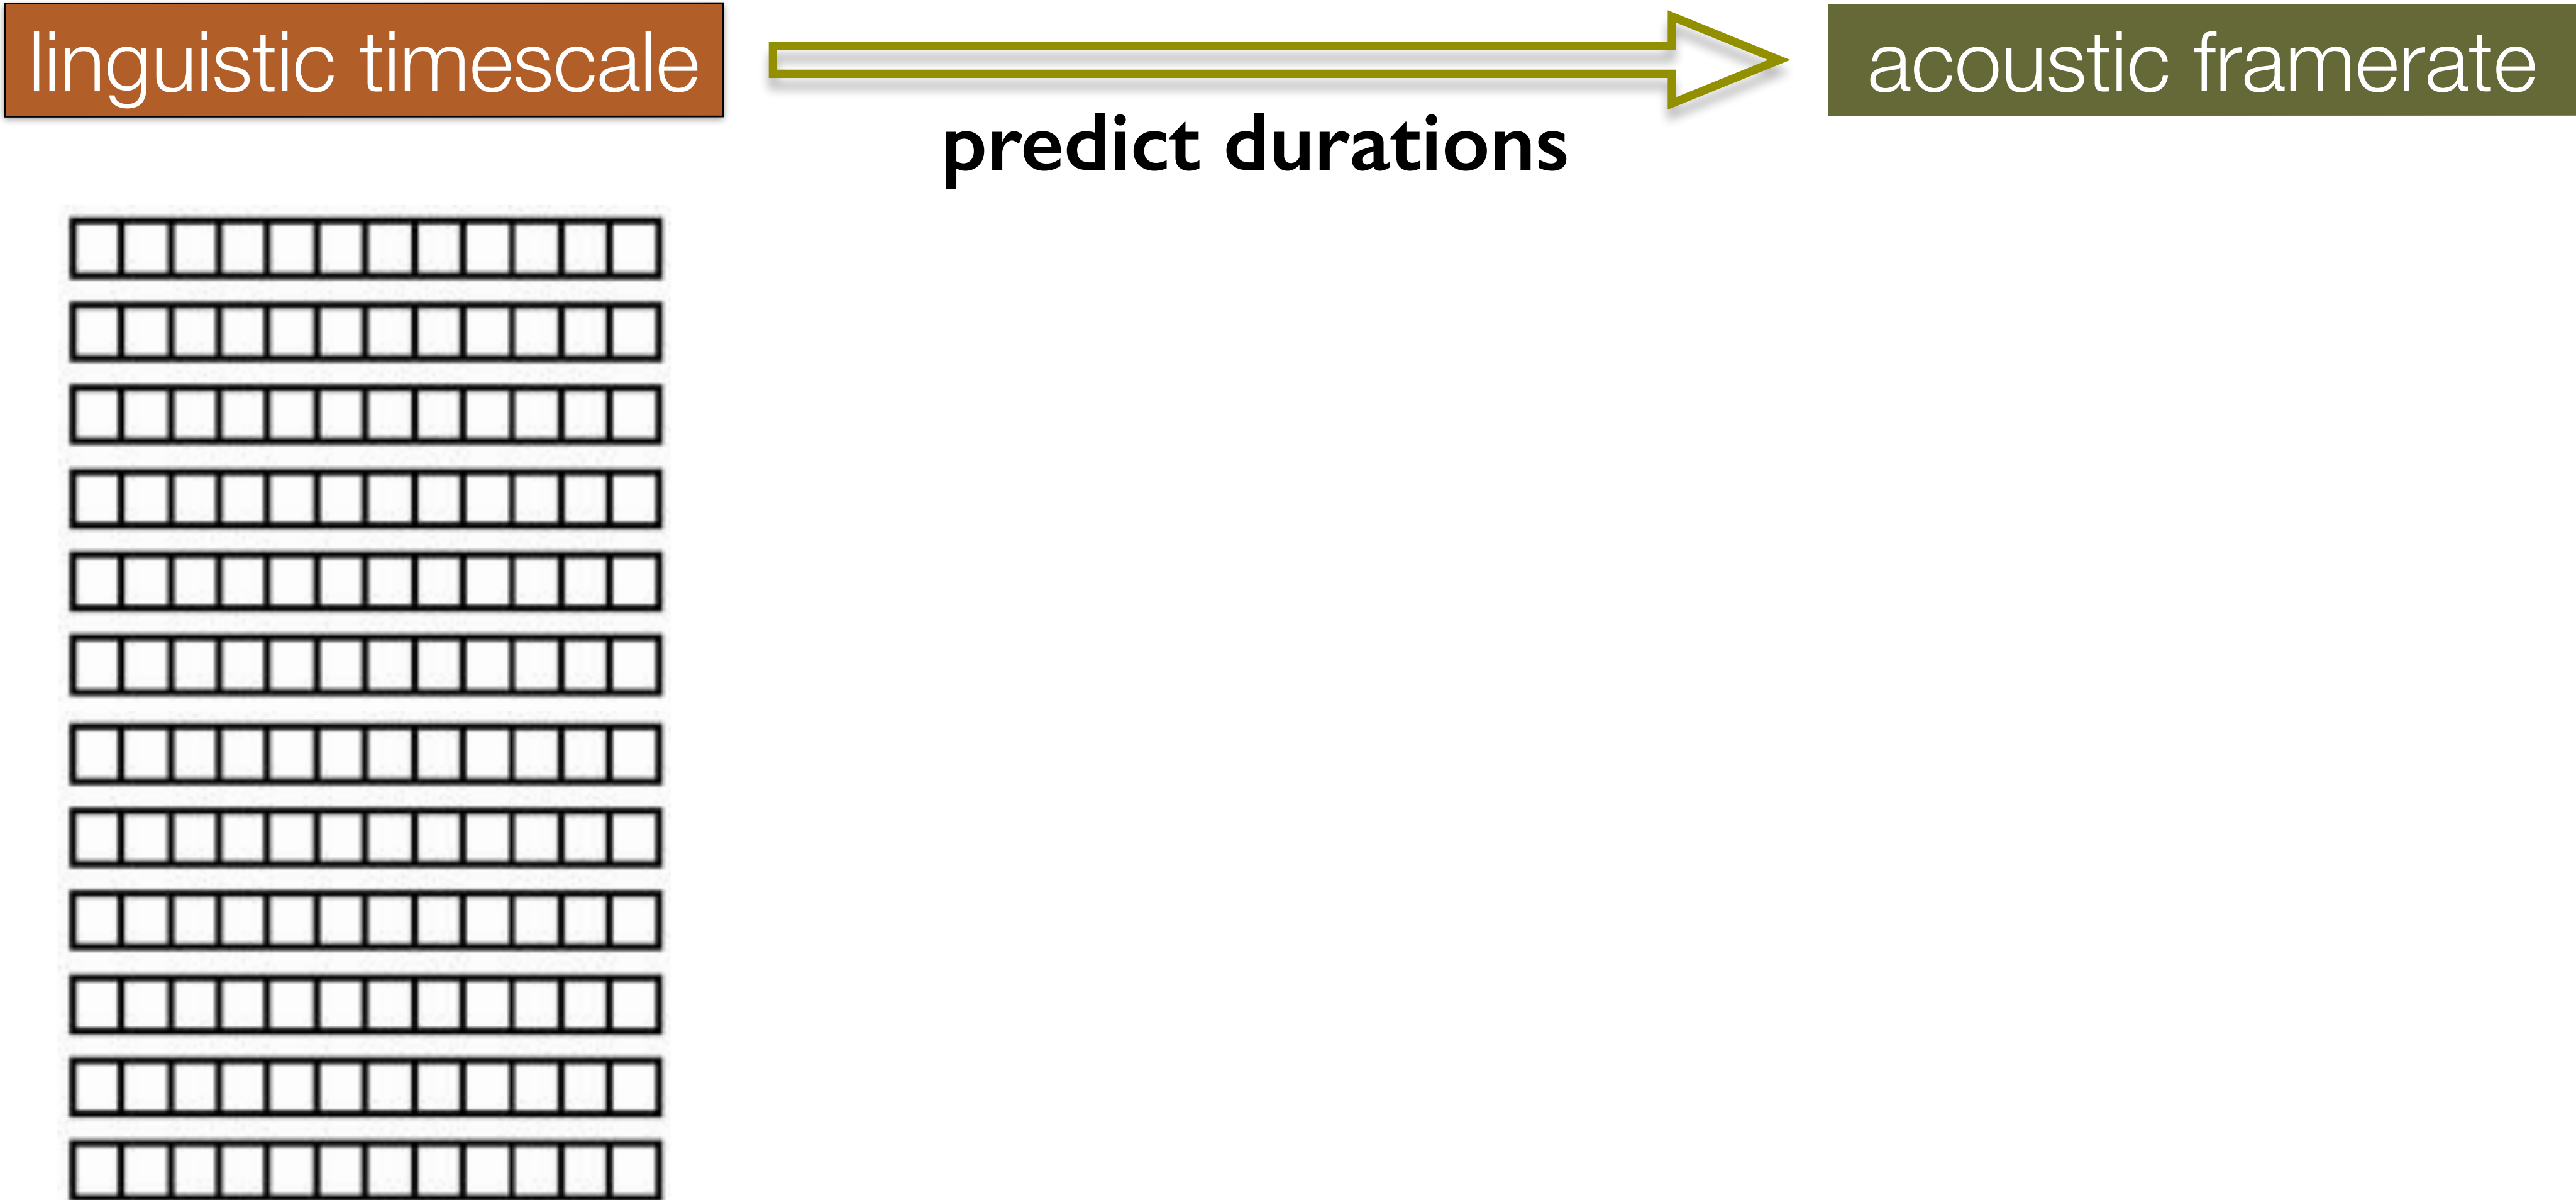 linguistic timescale
acoustic framerate
predict durations